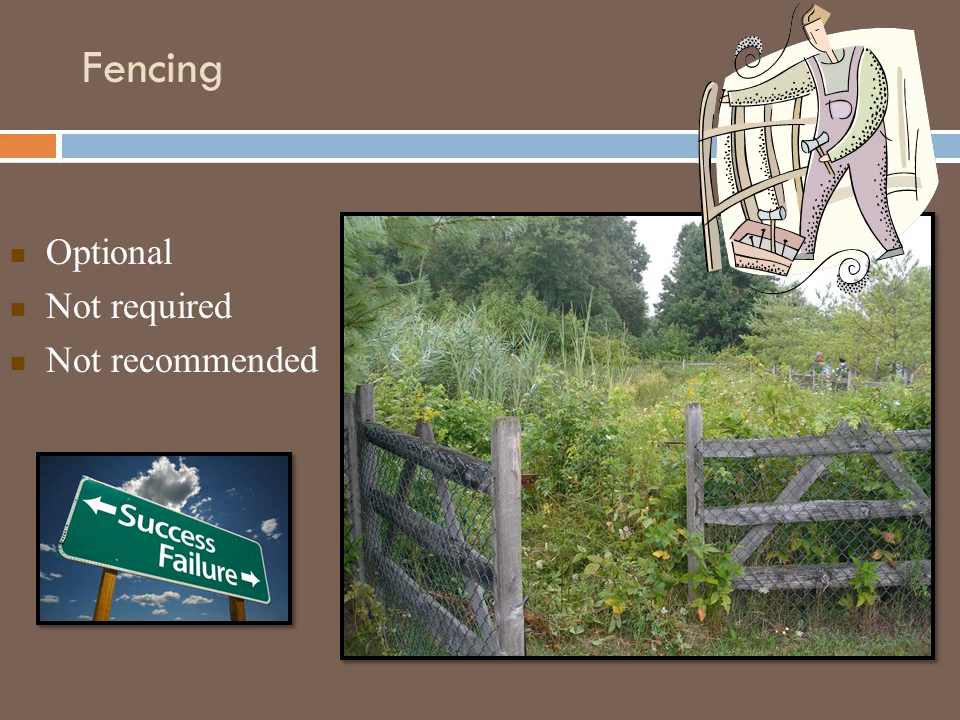 Fencing
Optional
Not required
Not recommended
Success
Failure